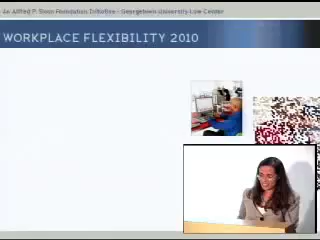 An Alfred P. Sloan Foundation Initiative - Georgetown University Law Center
WORKPLACE FLEXIBILITY 2010